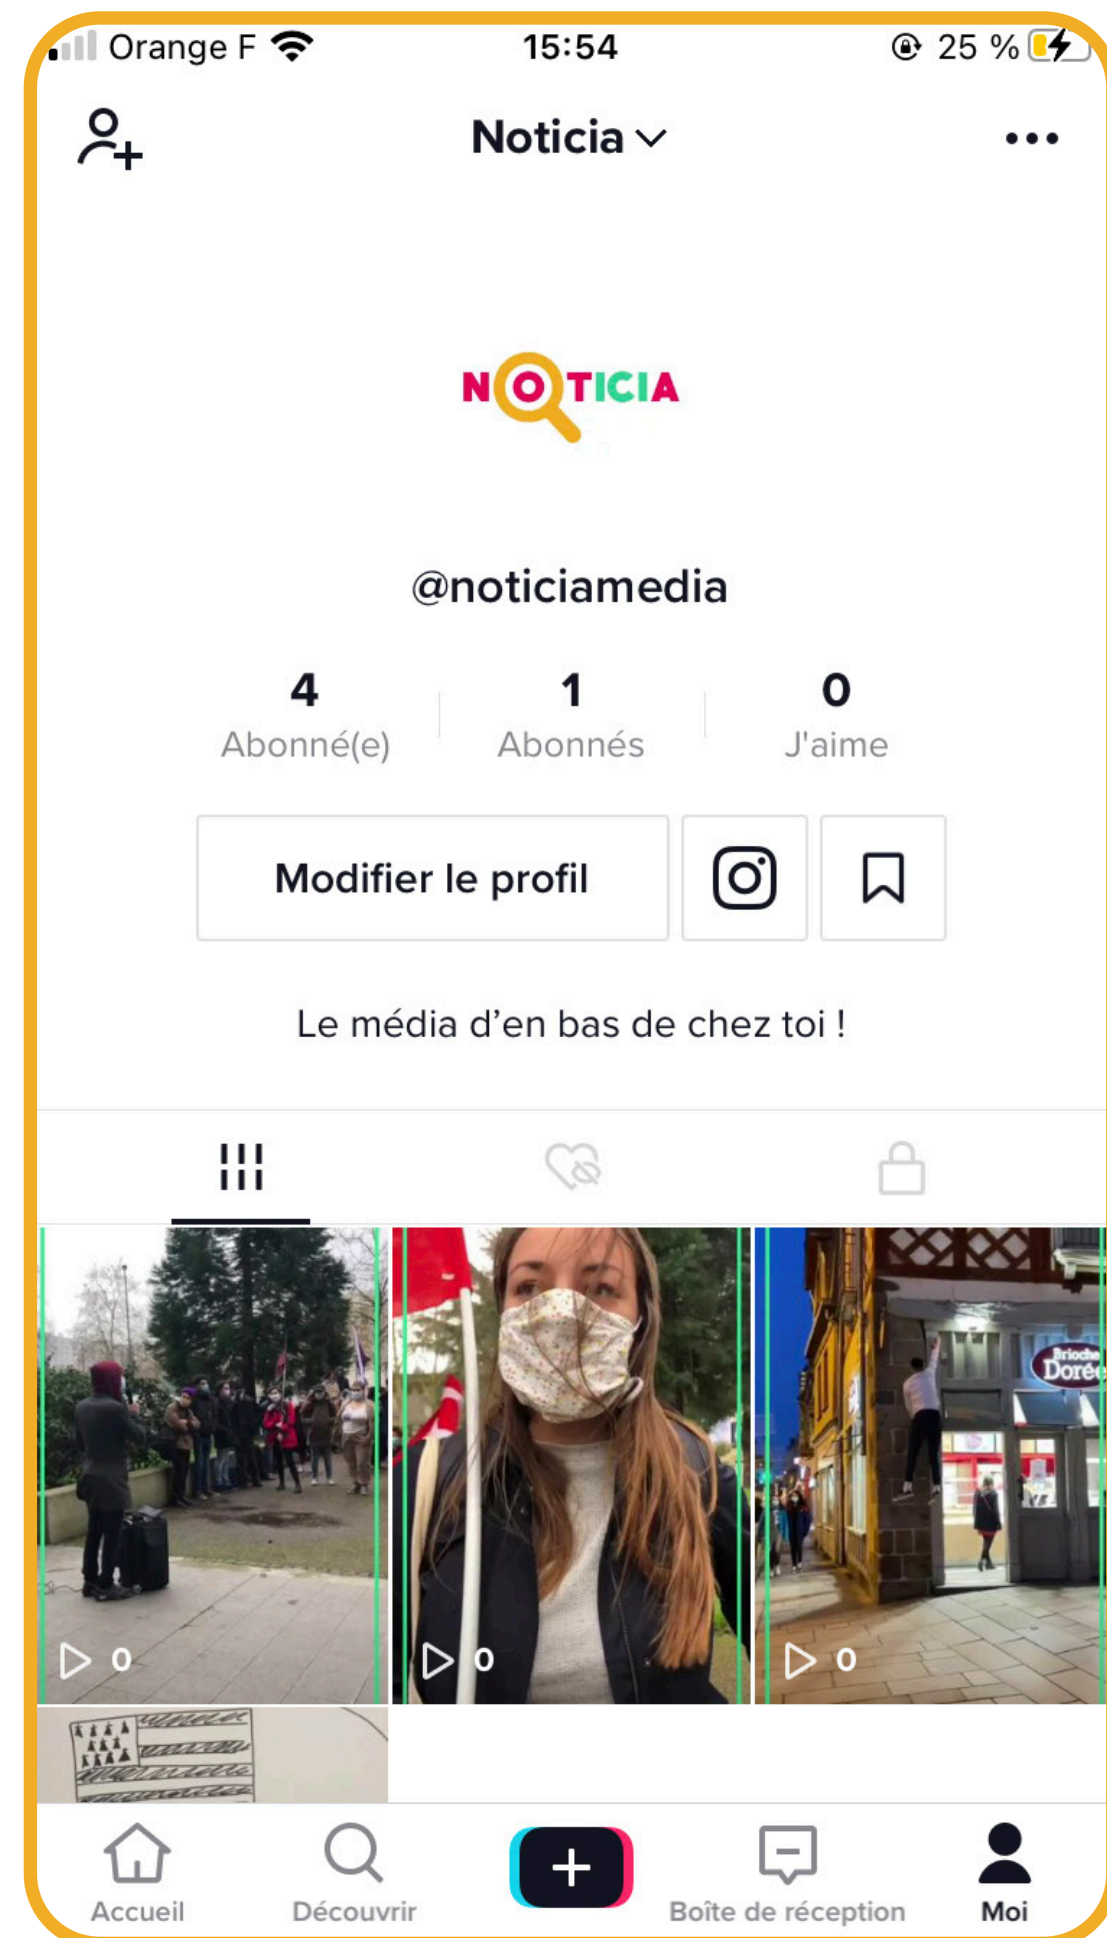 Orange F 15:54 25 %
Noticia
NOTICIA
@noticiamedia
4 1 0
Abonné(e) Abonnés J'aime
Modifier le profil
Le média d’en bas de chez toi !
Brioche
Dorée
0 0 0
Accueil Découvrir Boîte de réception Moi